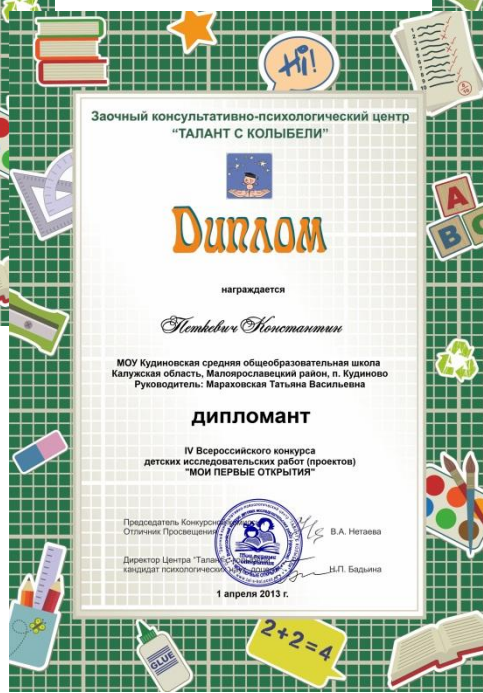 Hi!
Заочный консультативно-психологический центр
“ТАЛАНТ С КОЛЫБЕЛИ”
Диплом
награждается
Петкевич Константин
МОУ Кудиновская средняя общеобразовательная школа
Калужская область, Малоярославецкий район, п. Кудиново
Руководитель: Мараховская Татьяна Васильевна
дипломант
IV Всероссийского конкурса
детских исследовательских работ (проектов)
"МОИ ПЕРВЫЕ ОТКРЫТИЯ"
Председатель Конкурсной
Отличник Просвещения
В.А. Нетаева
Директор Центра "Талант
кандидат психологических
Н.П. Бадьина
1 апреля 2013 г.
A
B
C
GLUE
2+2=4